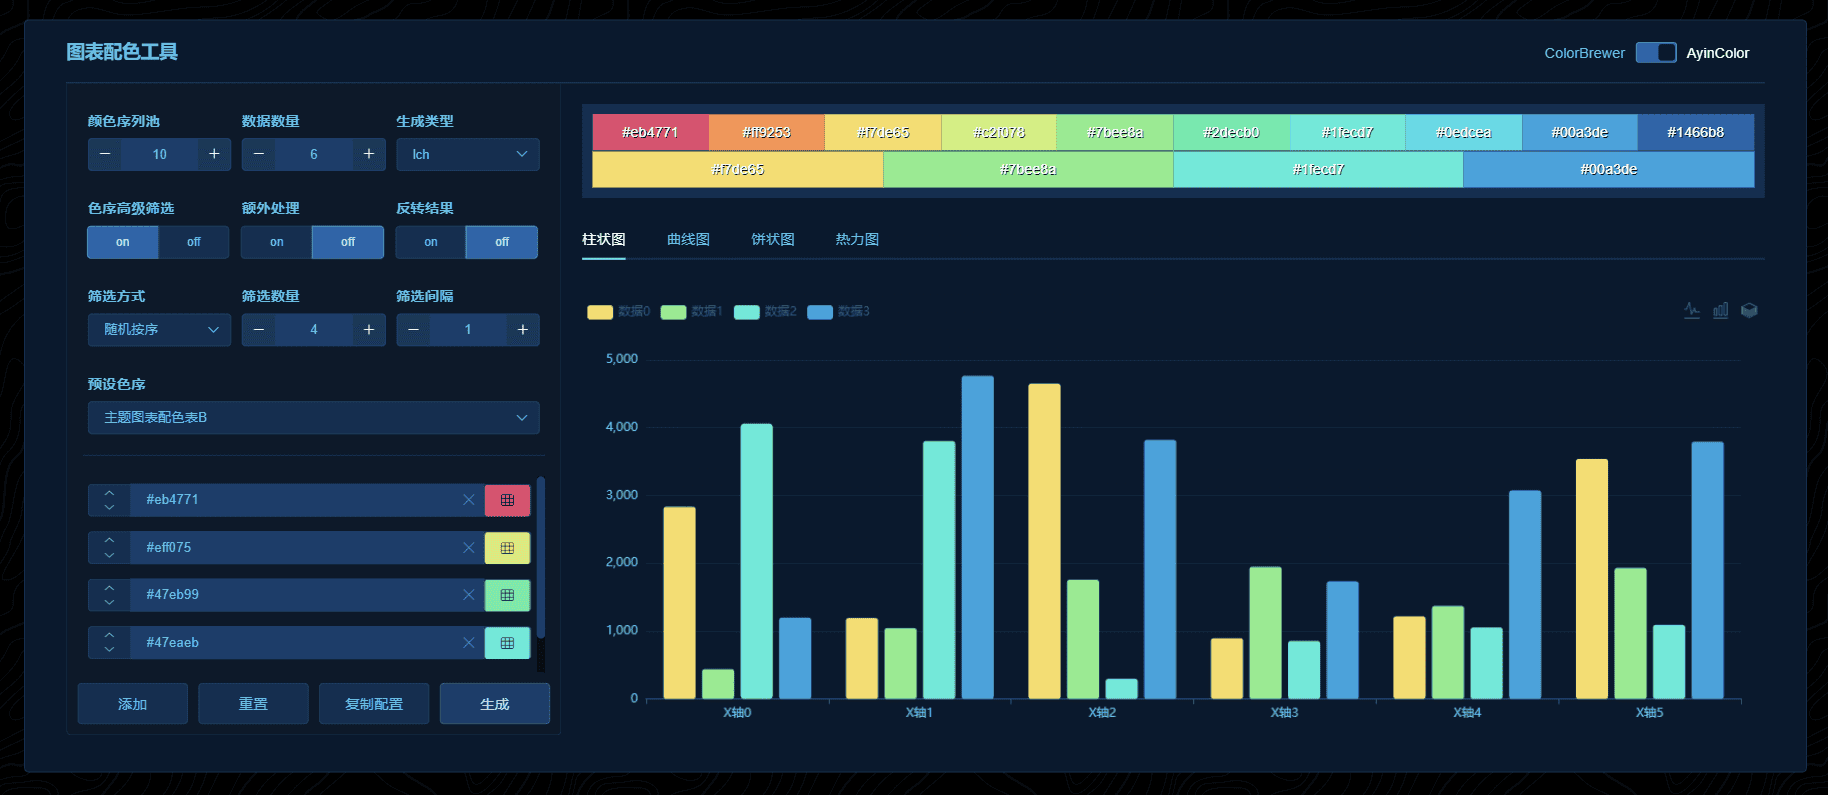 图表配色工具
ColorBrewer AyinColor
颜色序列池 数据数量 生成类型
− 10 + − 6 + lch
色序高级筛选 额外处理 反转结果
on off on off on off
筛选方式 筛选数量 筛选间隔
随机按序 − 4 + − 1 +
预设色序
主题图表配色表B
#eb4771
#eff075
#47eb99
#47eaeb
添加 重置 复制配置 生成
#eb4771 #ff9253 #f7de65 #c2f078 #7bee8a #2decb0 #1fecd7 #0edcea #00a3de #1466b8
#f7de65 #7bee8a #1fecd7 #00a3de
柱状图 曲线图 饼状图 热力图
数据0 数据1 数据2 数据3
5,000
4,000
3,000
2,000
1,000
0
X轴0 X轴1 X轴2 X轴3 X轴4 X轴5